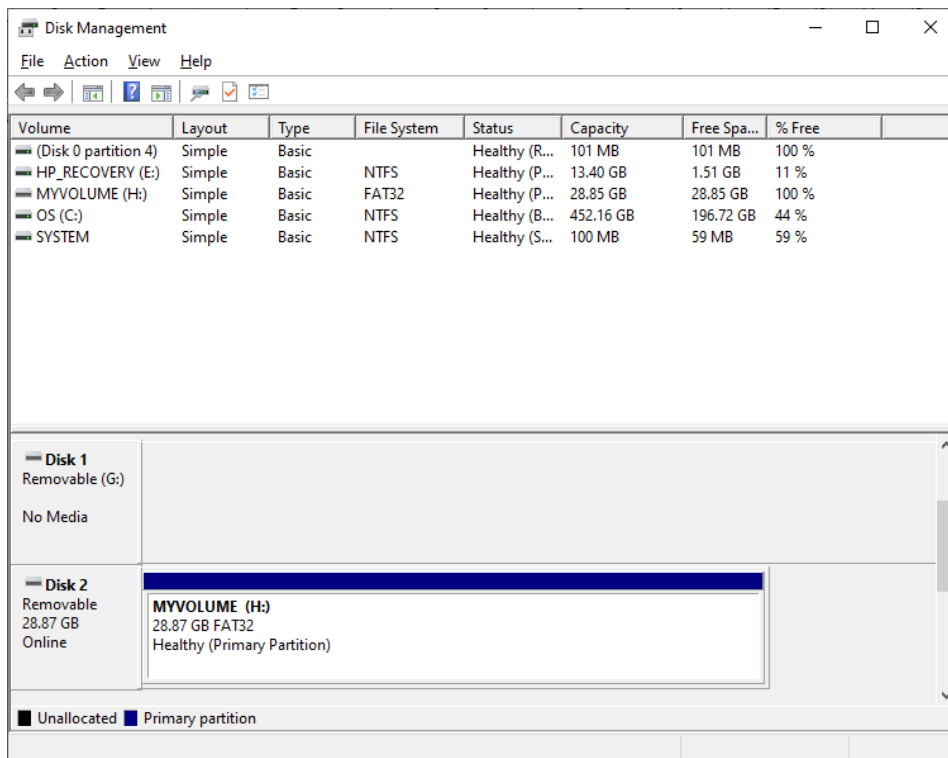 Disk Management
File Action View Help
Volume Layout Type File System Status Capacity Free Spa... % Free
(Disk 0 partition 4) Simple Basic Healthy (R... 101 MB 101 MB 100 %
HP_RECOVERY (E:) Simple Basic NTFS Healthy (P... 13.40 GB 1.51 GB 11 %
MYVOLUME (H:) Simple Basic FAT32 Healthy (P... 28.85 GB 28.85 GB 100 %
OS (C:) Simple Basic NTFS Healthy (B... 452.16 GB 196.72 GB 44 %
SYSTEM Simple Basic NTFS Healthy (S... 100 MB 59 MB 59 %
Disk 1
Removable (G:)
No Media
Disk 2
Removable
28.87 GB
Online
MYVOLUME (H:)
28.87 GB FAT32
Healthy (Primary Partition)
Unallocated Primary partition